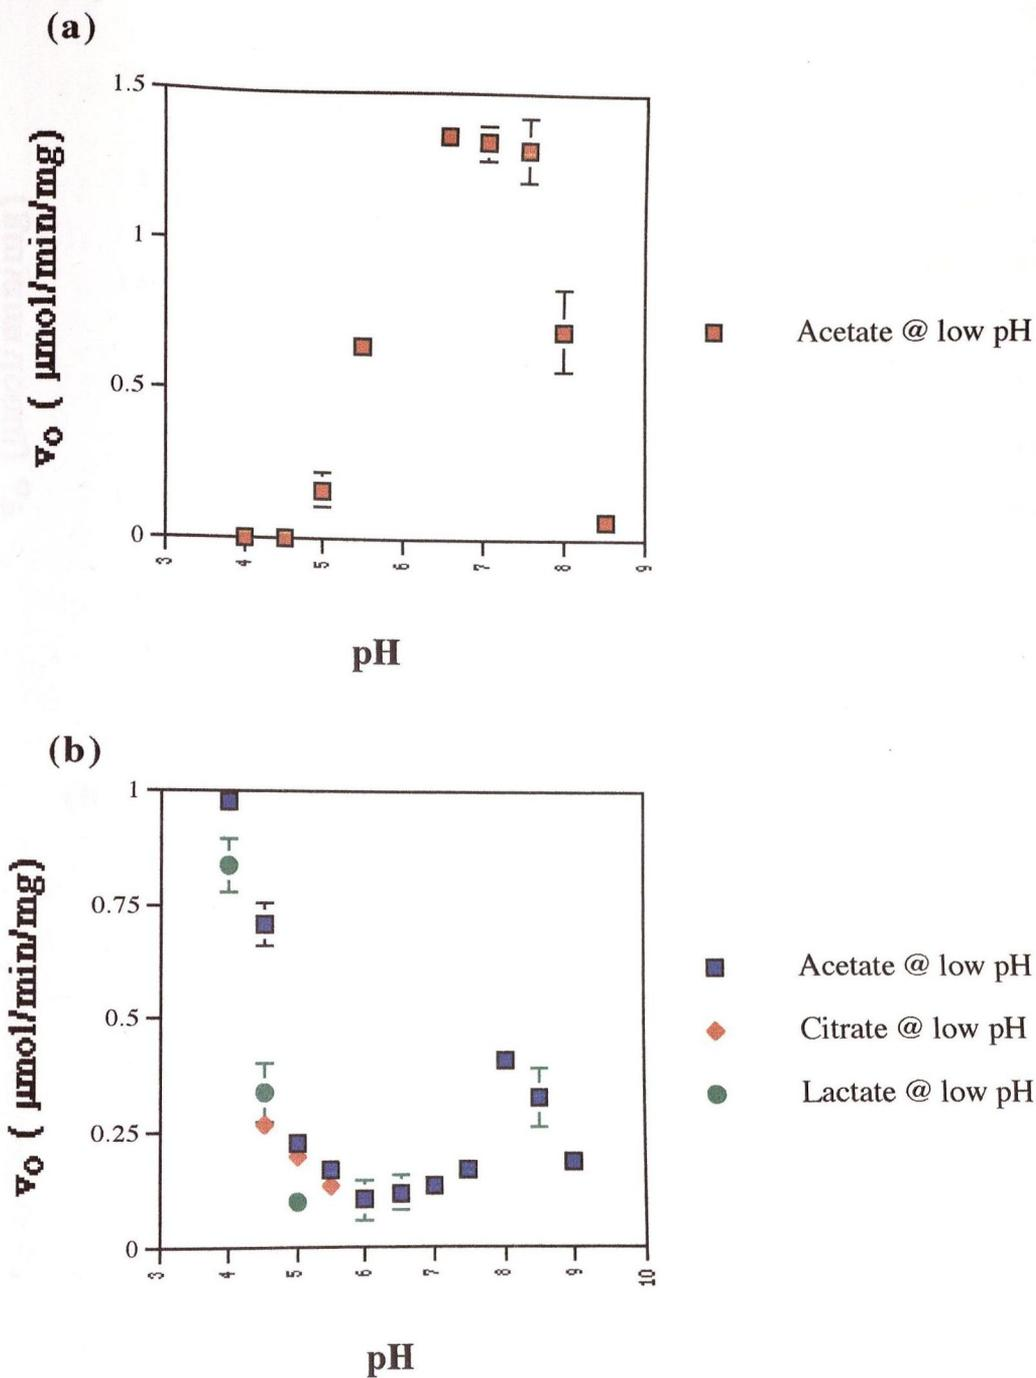 (a)
1.5
1
0.5
0
3 4 5 6 7 8 9
vo ( µmol/min/mg)
pH
Acetate @ low pH
(b)
1
0.75
0.5
0.25
0
3 4 5 6 7 8 9 10
vo ( µmol/min/mg)
pH
Acetate @ low pH
Citrate @ low pH
Lactate @ low pH